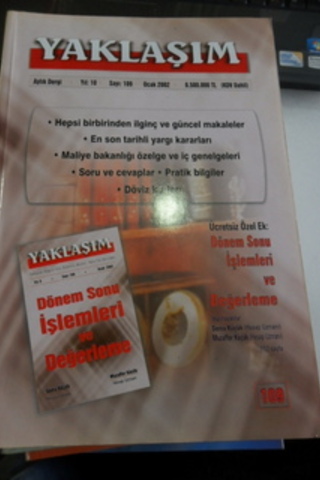 YAKLAŞIM
Aylık Dergi Yıl: 10 Sayı: 109 Ocak 2002 8.500.000 TL (KDV Dahil)
• Hepsi birbirinden ilginç ve güncel makaleler
• En son tarihli yargı kararları
• Maliye bakanlığı özelge ve iç genelgeleri
• Soru ve cevaplar • Pratik bilgiler
• Döviz
Ücretsiz Özel Ek:
Dönem Sonu
İşlemleri
ve
Değerleme
YAKLAŞIM
Dönem Sonu
İşlemleri
ve
Değerleme
109